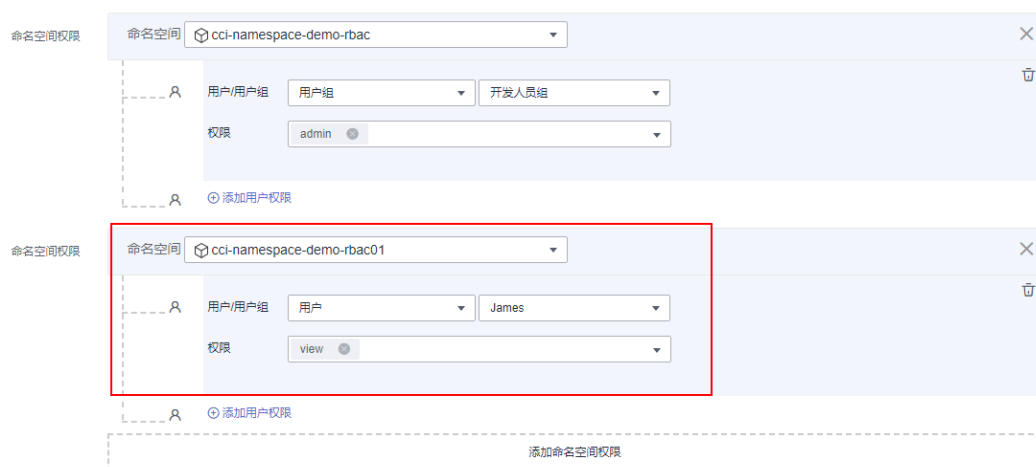 命名空间权限 命名空间 cci-namespace-demo-rbac
用户/用户组 用户组 开发人员组
权限 admin
添加用户权限
命名空间权限 命名空间 cci-namespace-demo-rbac01
用户/用户组 用户 James
权限 view
添加用户权限
添加命名空间权限